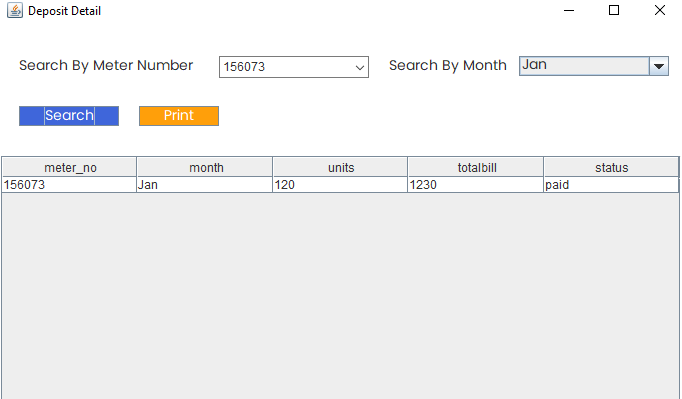 Deposit Detail
Search By Meter Number 156073 Search By Month Jan
Search Print
meter_no month units totalbill status
156073 Jan 120 1230 paid